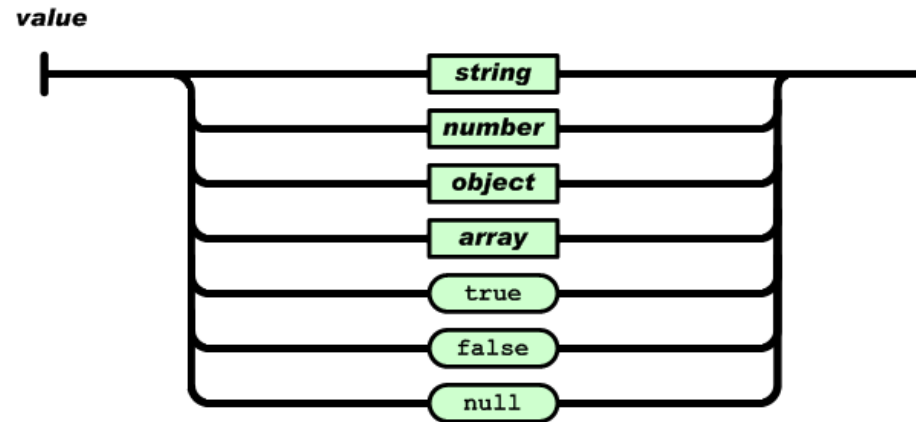 value
string
number
object
array
true
false
null